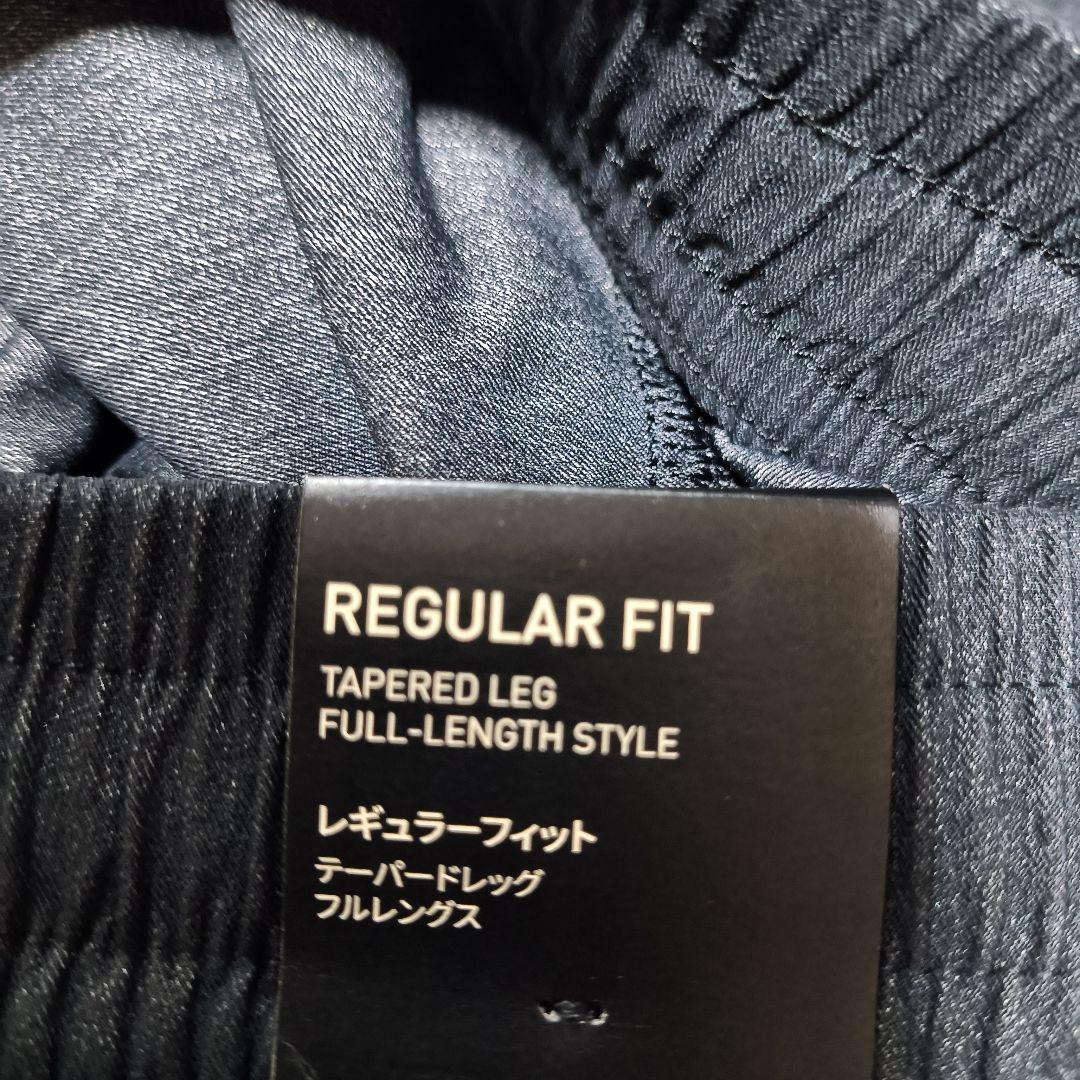 REGULAR FIT
TAPERED LEG
FULL-LENGTH STYLE
レギュラーフィット
テーパードレッグ
フルレングス